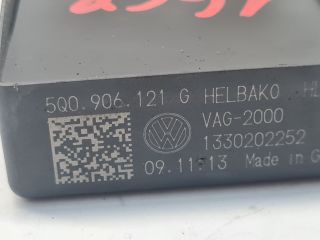 5Q0.906.121 G HELBAKO
VAG-2000
1330202252
09.11.13 Made in G